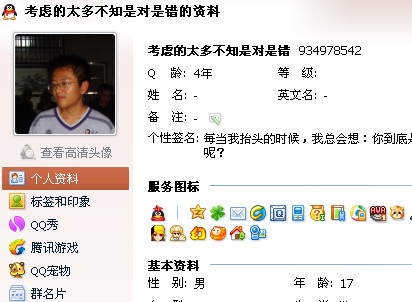 考虑的太多不知是对是错的资料
考虑的太多不知是对是错 934978542
Q 龄: 4年 等 级:
姓 名: - 英文名: -
备 注: -
个性签名: 每当我抬头的时候，我总会想：你到底是
呢？
查看高清头像
个人资料
标签和印象
QQ秀
腾讯游戏
QQ宠物
群名片
服务图标
基本资料
性 别: 男 年 龄: 17